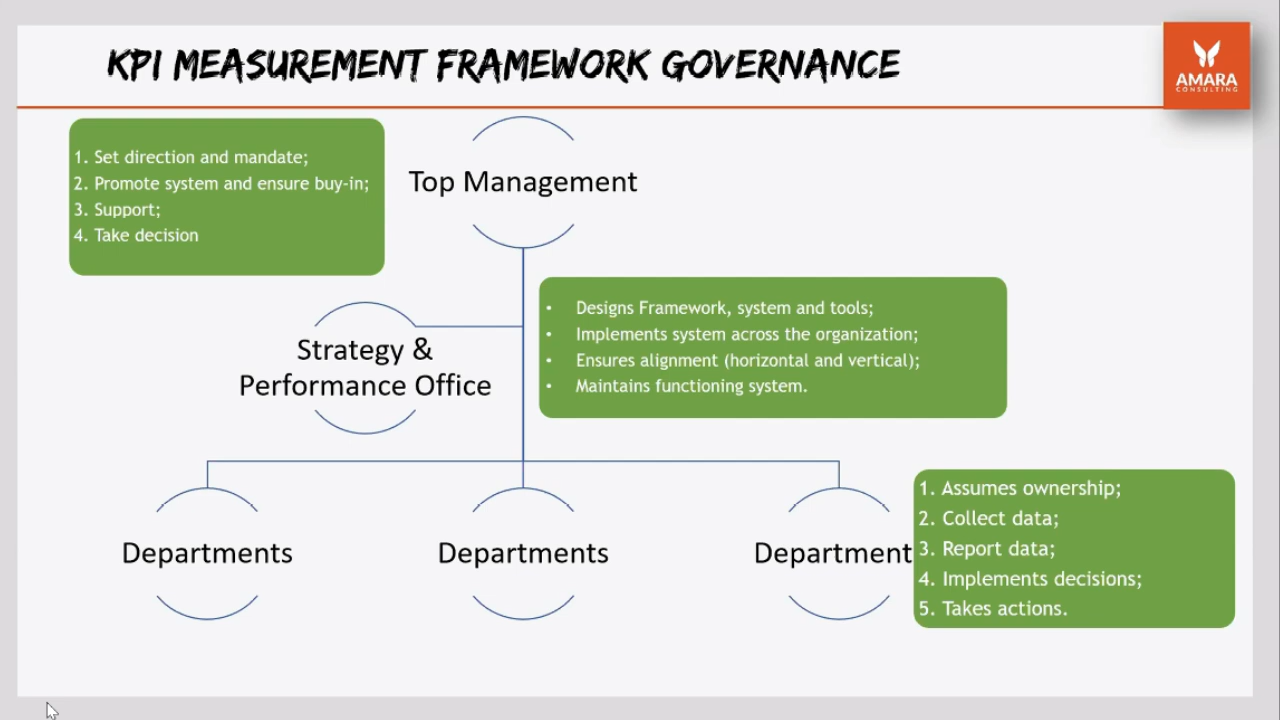 KPI MEASUREMENT FRAMEWORK GOVERNANCE
AMARA
CONSULTING
1. Set direction and mandate;
2. Promote system and ensure buy-in;
3. Support;
4. Take decision
Top Management
• Designs Framework, system and tools;
• Implements system across the organization;
• Ensures alignment (horizontal and vertical);
• Maintains functioning system.
Strategy &
Performance Office
Departments
Departments
Department
1. Assumes ownership;
2. Collect data;
3. Report data;
4. Implements decisions;
5. Takes actions.